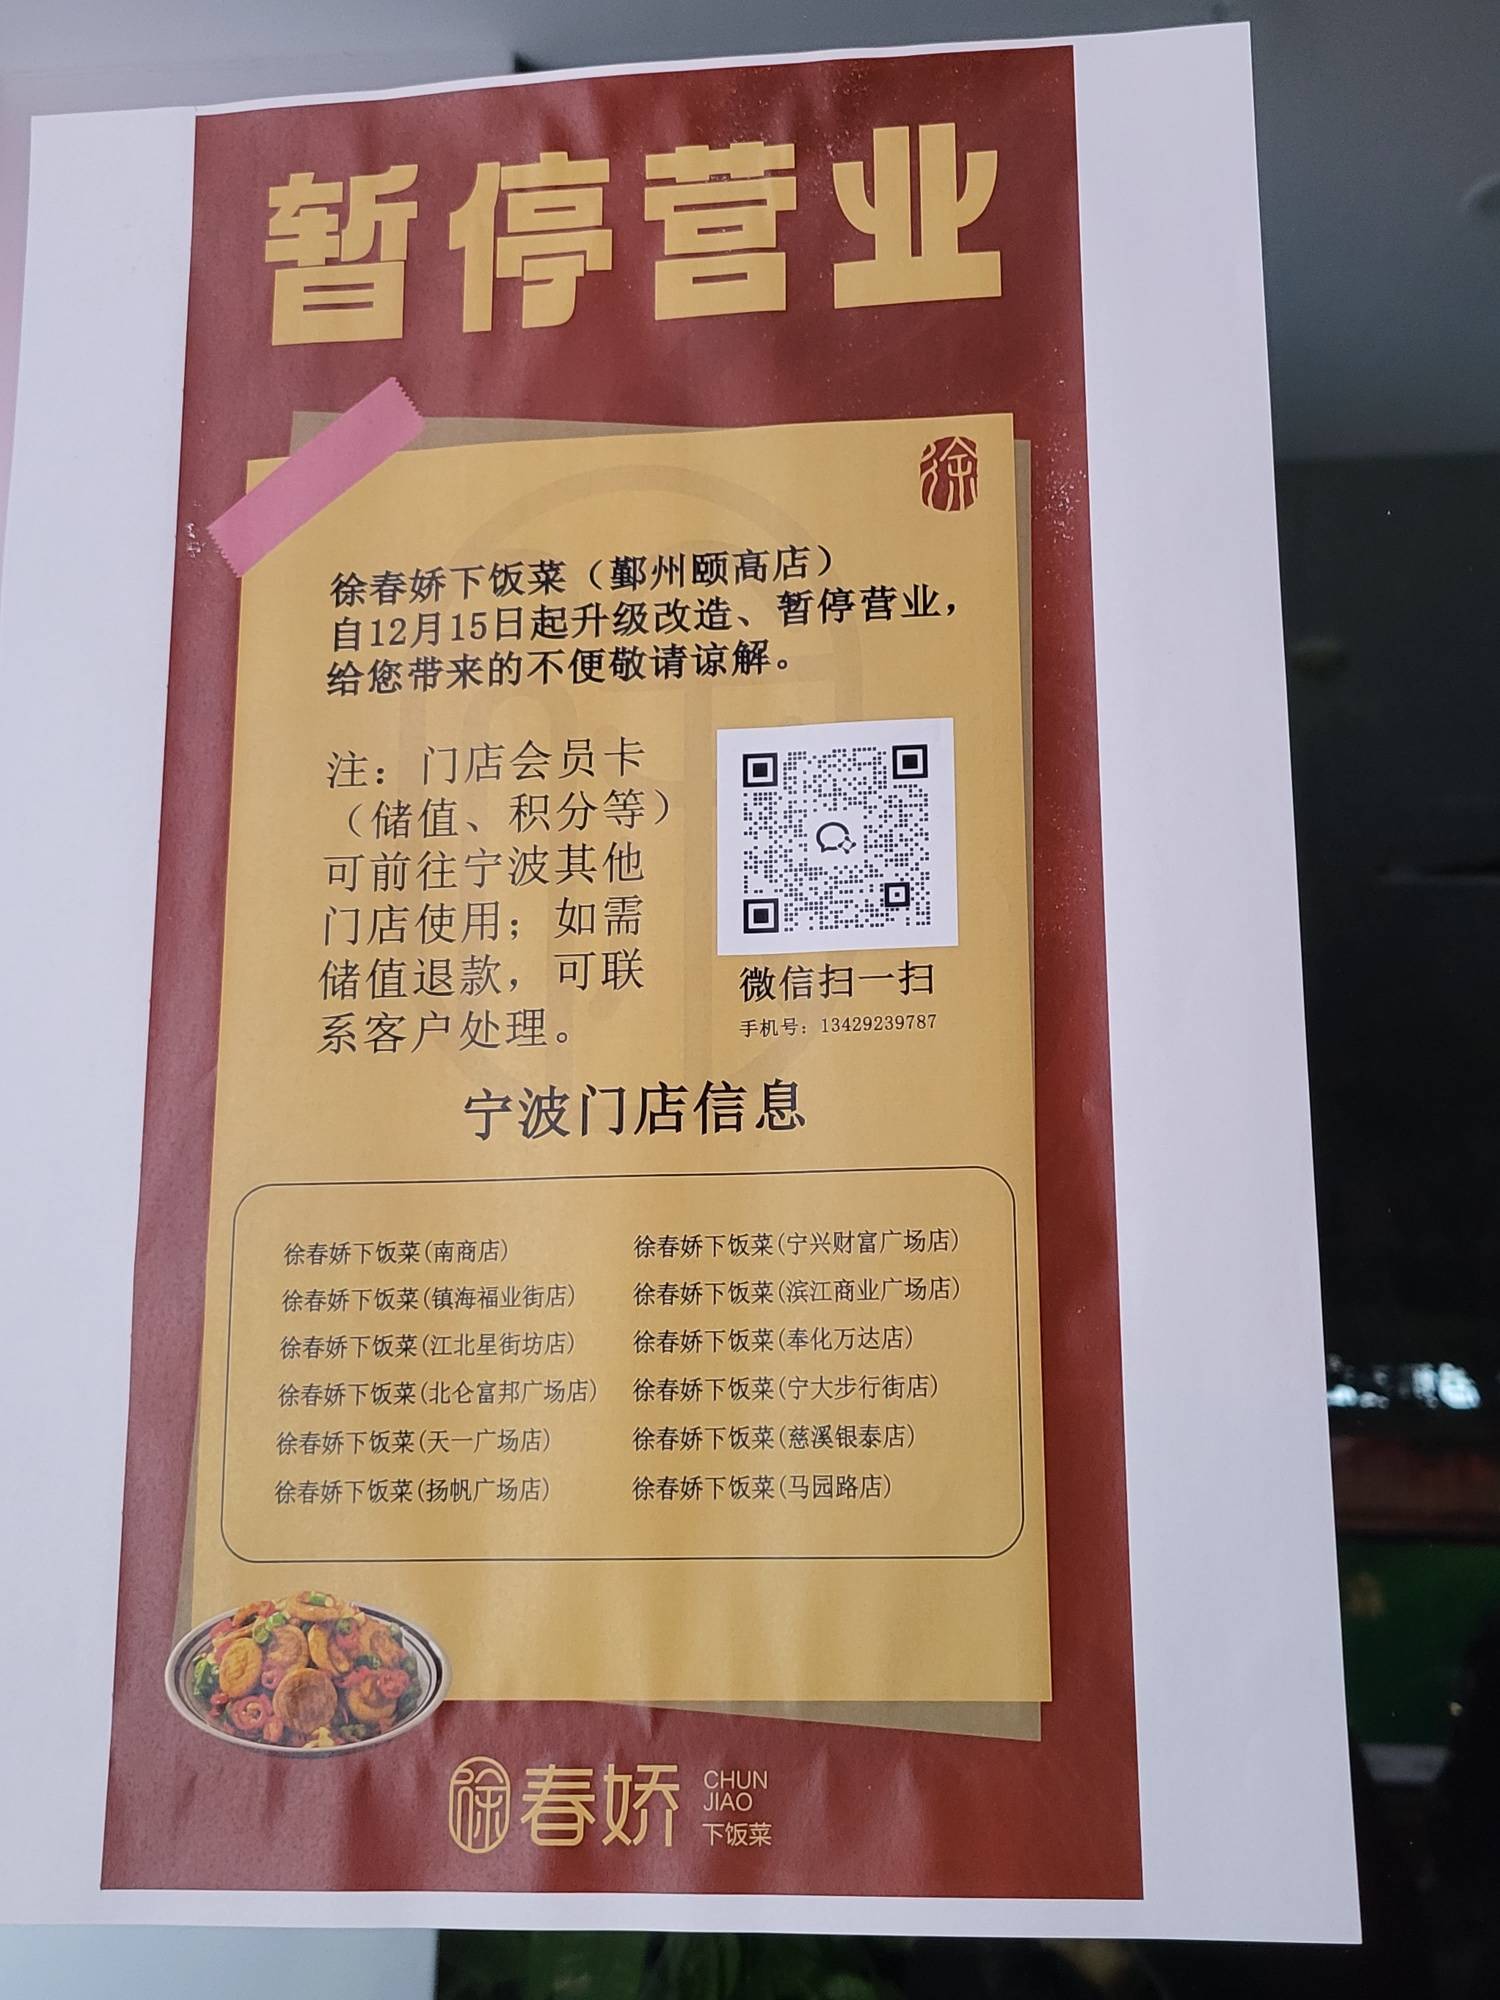 暂停营业
徐
徐春娇下饭菜（鄞州颐高店）
自12月15日起升级改造、暂停营业，
给您带来的不便敬请谅解。
注：门店会员卡
（储值、积分等）
可前往宁波其他
门店使用；如需
储值退款，可联
系客户处理。
微信扫一扫
手机号：13429239787
宁波门店信息
徐春娇下饭菜(南商店)
徐春娇下饭菜(宁兴财富广场店)
徐春娇下饭菜(镇海福业街店)
徐春娇下饭菜(滨江商业广场店)
徐春娇下饭菜(江北星街坊店)
徐春娇下饭菜(奉化万达店)
徐春娇下饭菜(北仑富邦广场店)
徐春娇下饭菜(宁大步行街店)
徐春娇下饭菜(天一广场店)
徐春娇下饭菜(慈溪银泰店)
徐春娇下饭菜(扬帆广场店)
徐春娇下饭菜(马园路店)
徐春娇
CHUN
JIAO
下饭菜